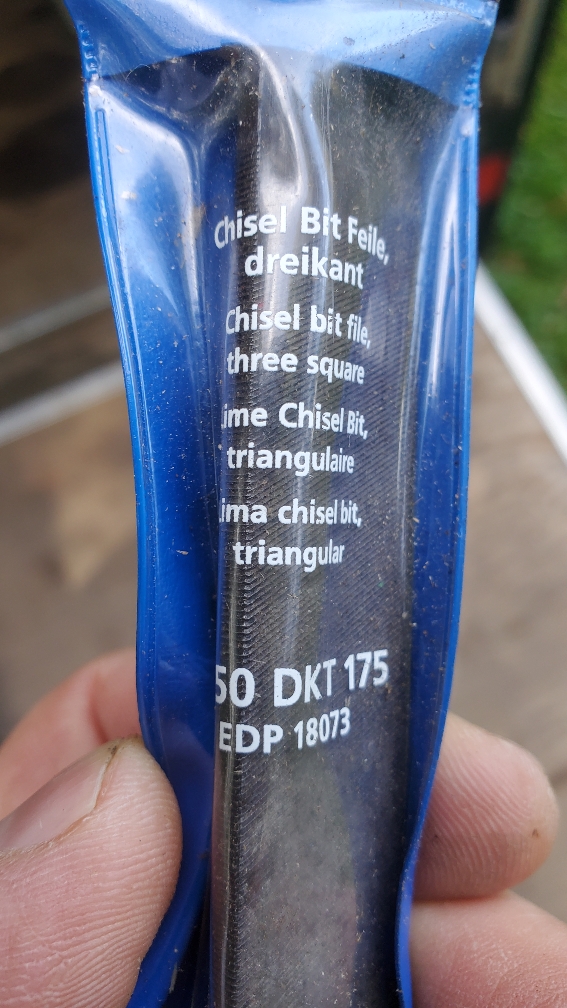 Chisel Bit Feile,
dreikant
Chisel bit file,
three square
ime Chisel Bit,
triangulaire
ima chisel bit,
triangular
50 DKT 175
EDP 18073